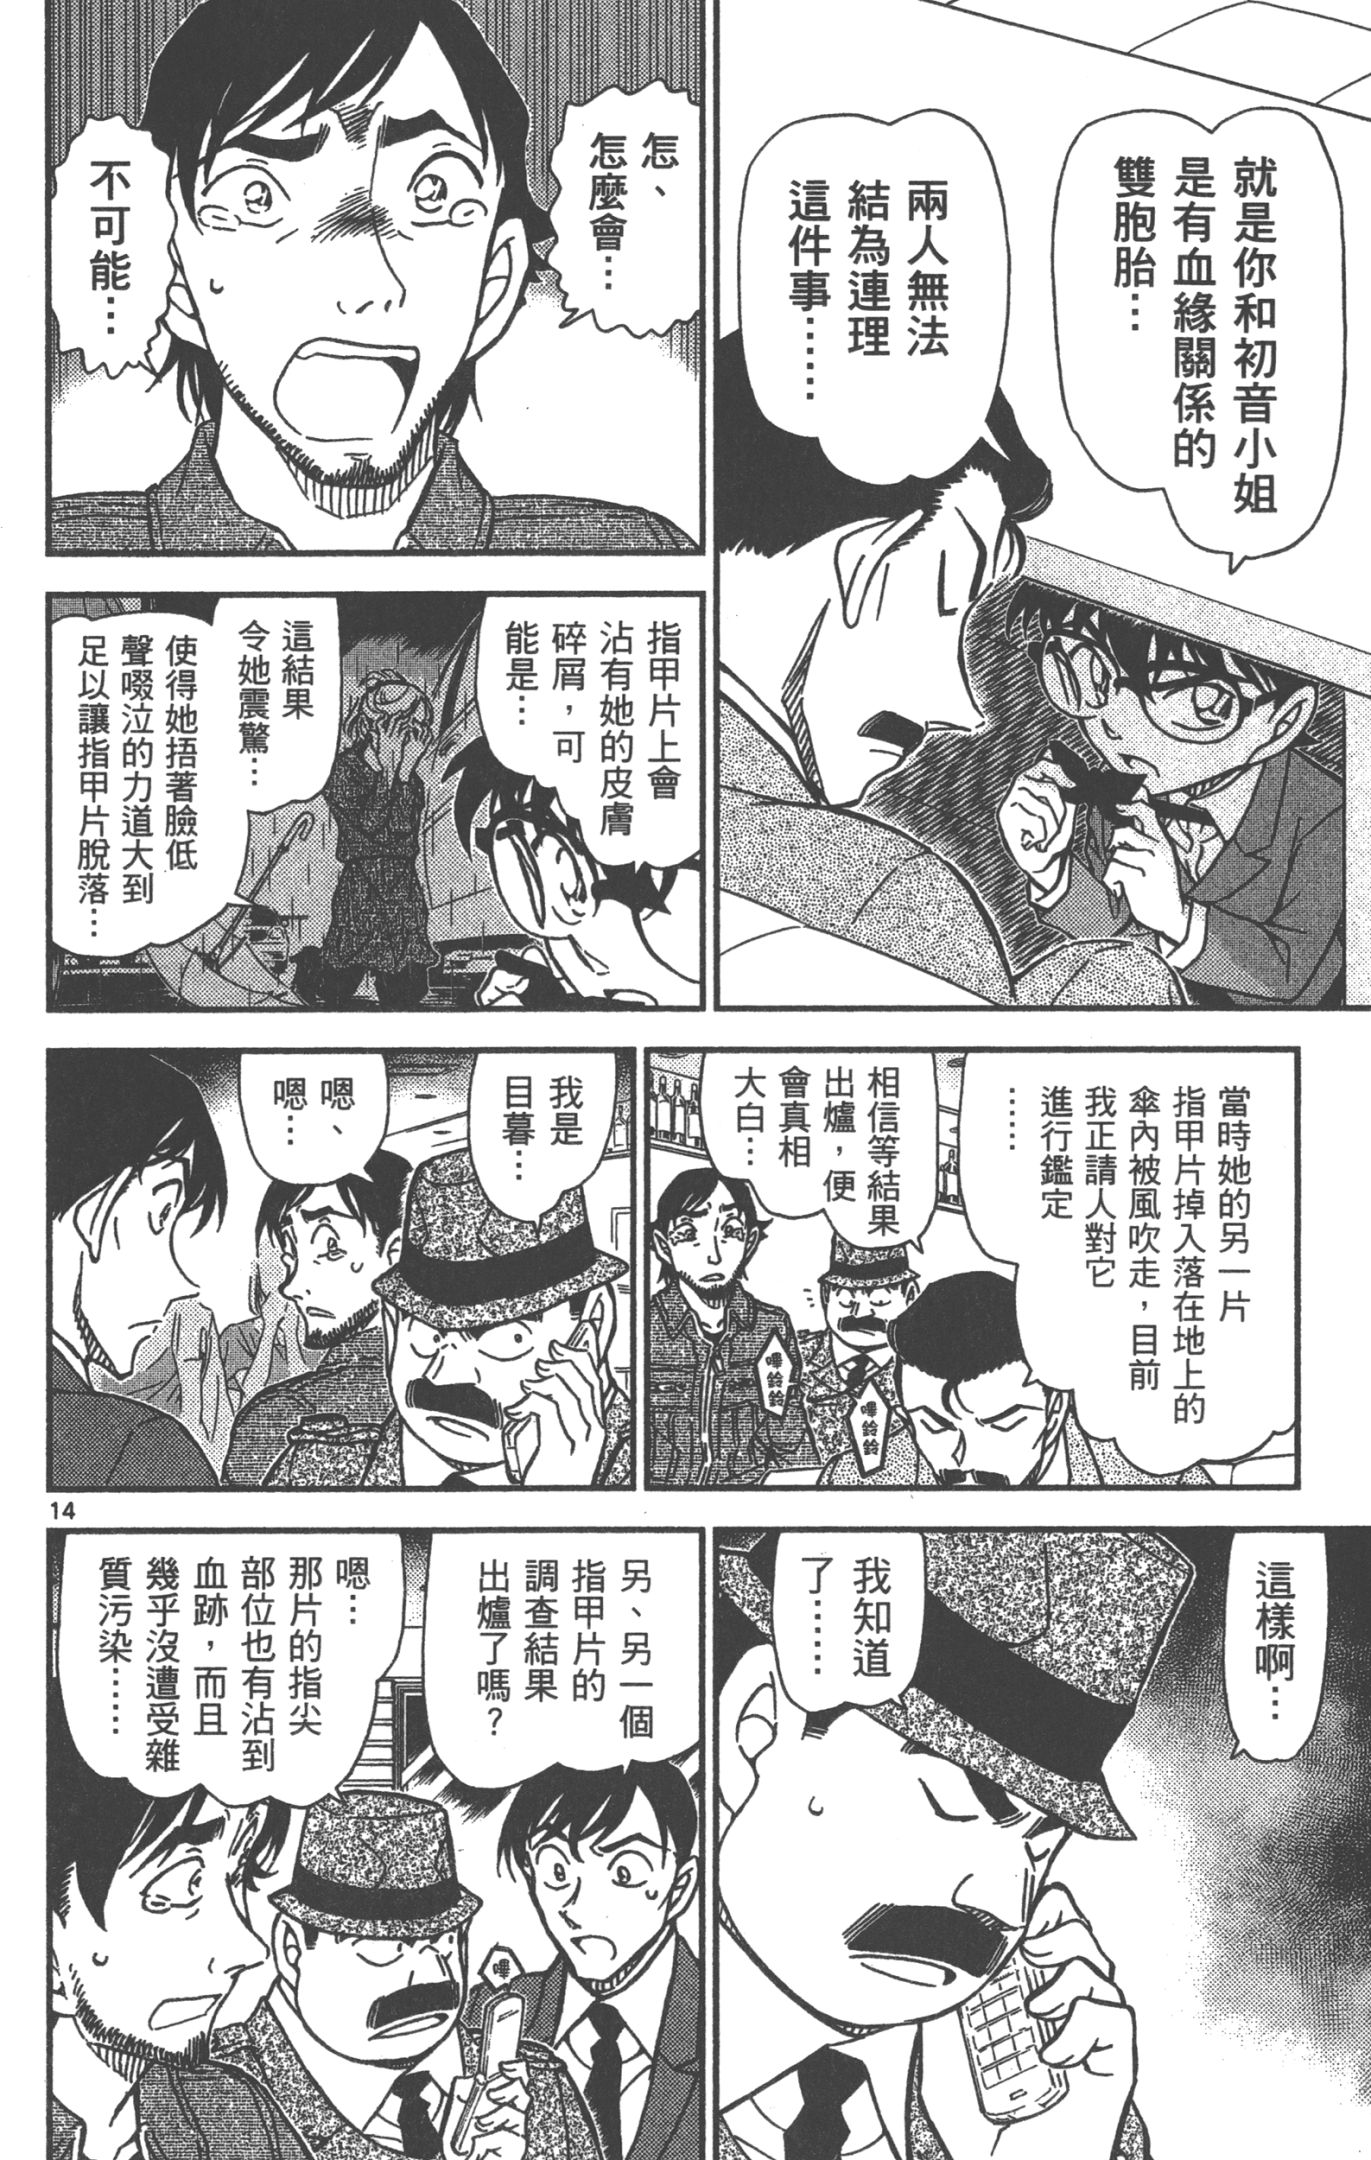 就是你和初音小姐
是有血緣關係的
雙胞胎…
兩人無法
結為連理
這件事……
怎、
怎麼會…
不可能…
指甲片上會
沾有她的皮膚
碎屑，可
能是…
這結果
令她震驚…
使得她捂著臉低
聲啜泣的力道大到
足以讓指甲片脫落…
當時她的另一片
指甲片掉入落在地上的
傘內被風吹走，目前
我正請人對它
進行鑑定
……
相信等結果
出爐，便
會真相
大白…
嗶鈴鈴
嗶鈴鈴
我是
目暮…
嗯、
嗯…
14
這樣啊…
我知道
了……
另、另一個
指甲片的
調查結果
出爐了嗎？
嗶
嗯…
那片的指尖
部位也有沾到
血跡，而且
幾乎沒遭受雜
質污染……